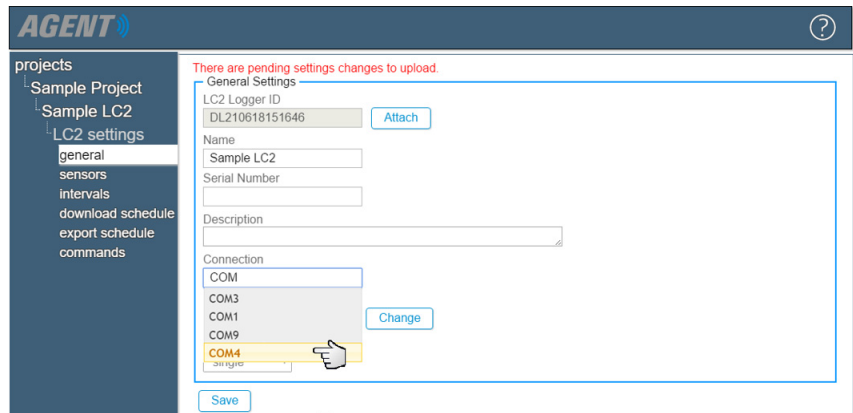 AGENT
?
projects
Sample Project
Sample LC2
LC2 settings
general
sensors
intervals
download schedule
export schedule
commands
There are pending settings changes to upload.
General Settings
LC2 Logger ID
DL210618151646
Attach
Name
Sample LC2
Serial Number
Description
Connection
COM
COM3
COM1
COM9
COM4
Change
single
Save